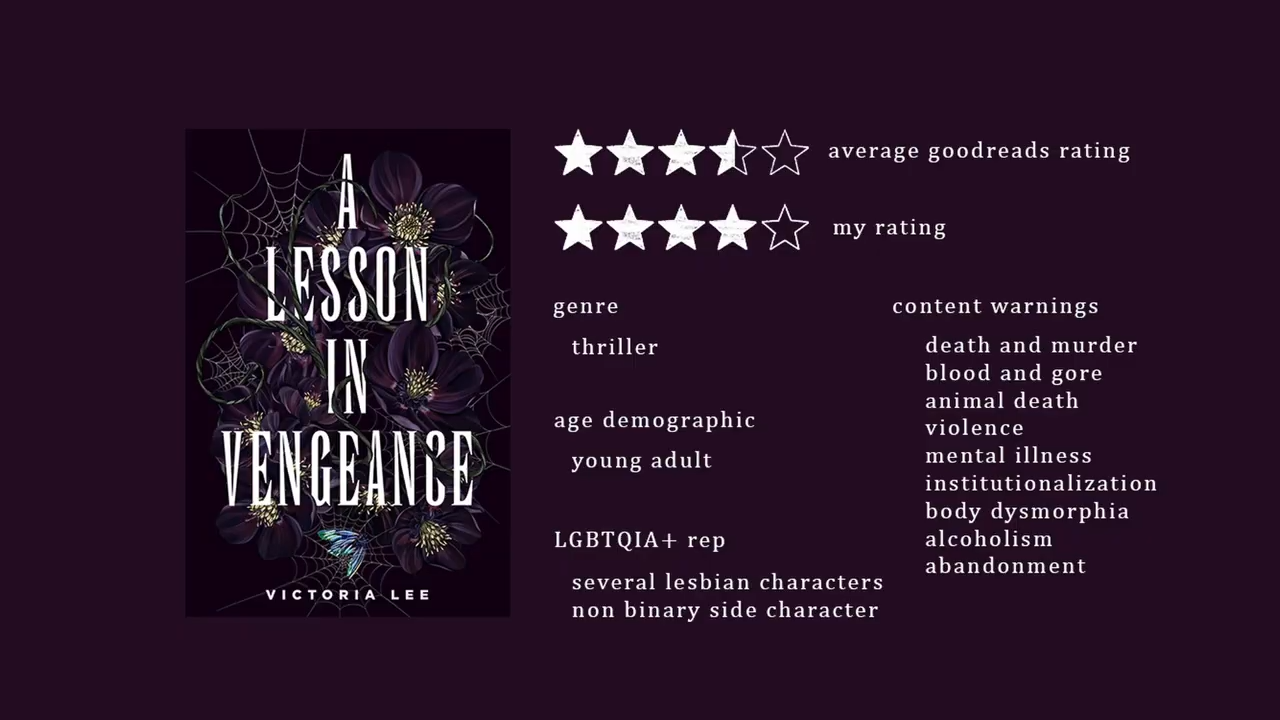 A
LESSON
IN
VENGEANCE
VICTORIA LEE
average goodreads rating
my rating
genre
thriller
age demographic
young adult
LGBTQIA+ rep
several lesbian characters
non binary side character
content warnings
death and murder
blood and gore
animal death
violence
mental illness
institutionalization
body dysmorphia
alcoholism
abandonment